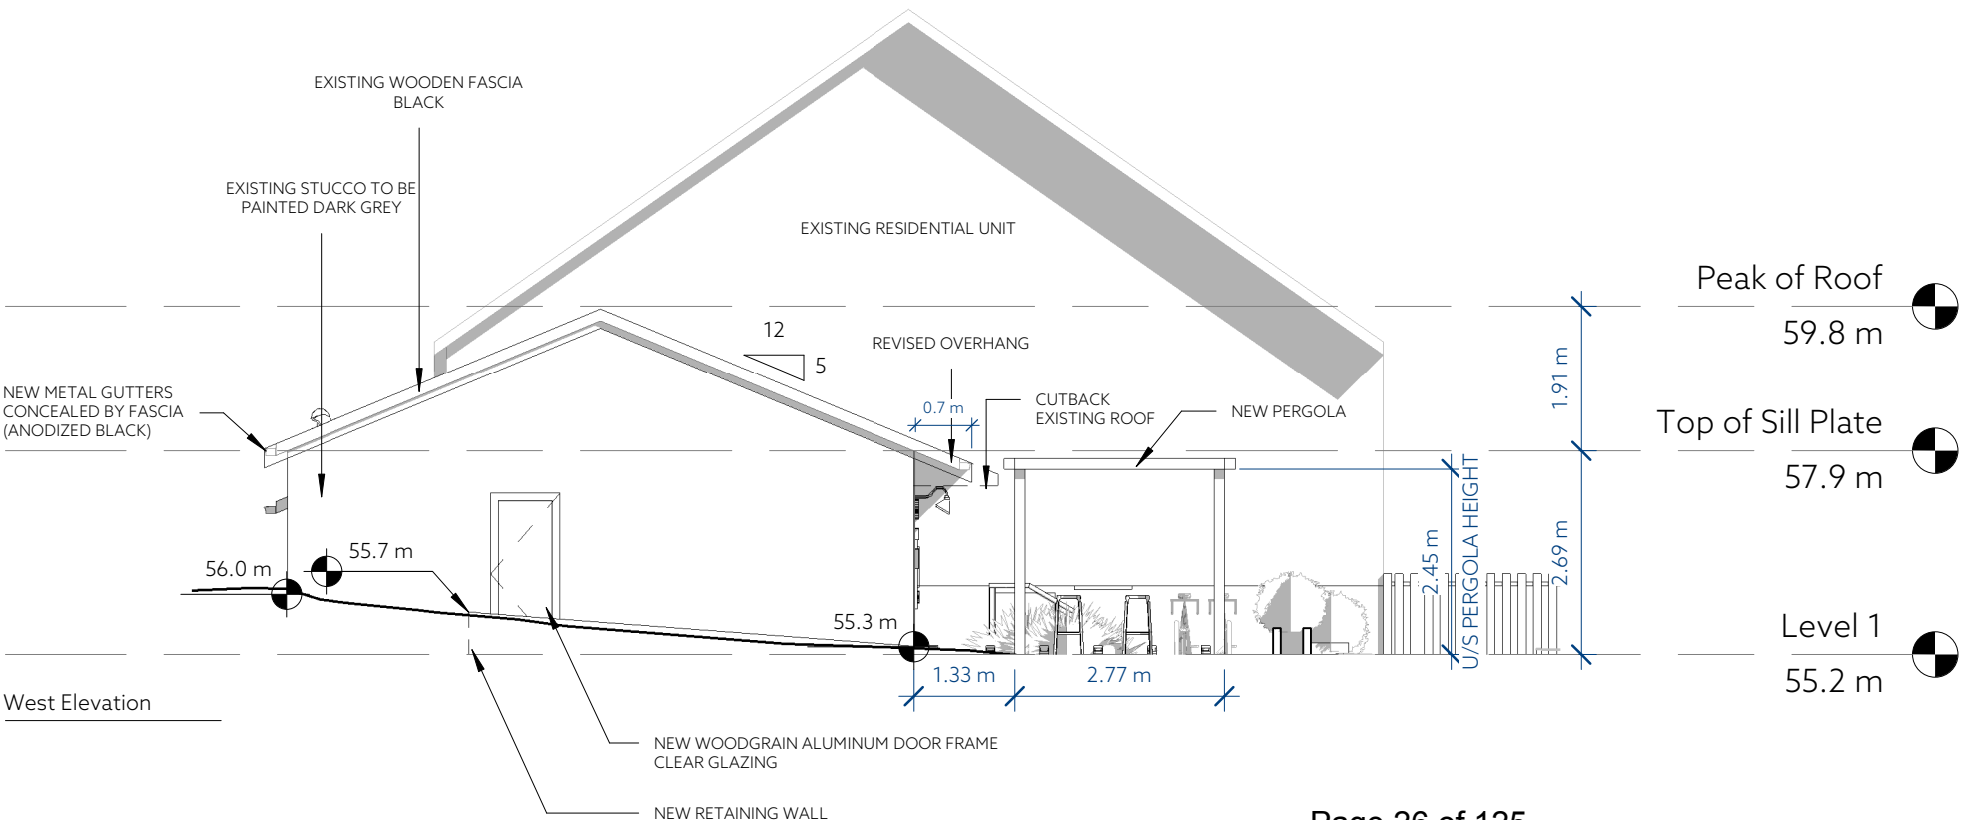 EXISTING WOODEN FASCIA
BLACK
EXISTING STUCCO TO BE
PAINTED DARK GREY
EXISTING RESIDENTIAL UNIT
Peak of Roof
59.8 m
12
5
REVISED OVERHANG
1.91 m
NEW METAL GUTTERS
CONCEALED BY FASCIA
(ANODIZED BLACK)
0.7 m
CUTBACK
EXISTING ROOF
NEW PERGOLA
Top of Sill Plate
57.9 m
2.45 m
U/S PERGOLA HEIGHT
2.69 m
56.0 m
55.7 m
55.3 m
Level 1
55.2 m
1.33 m
2.77 m
West Elevation
NEW WOODGRAIN ALUMINUM DOOR FRAME
CLEAR GLAZING
NEW RETAINING WALL
Page 26 of 125